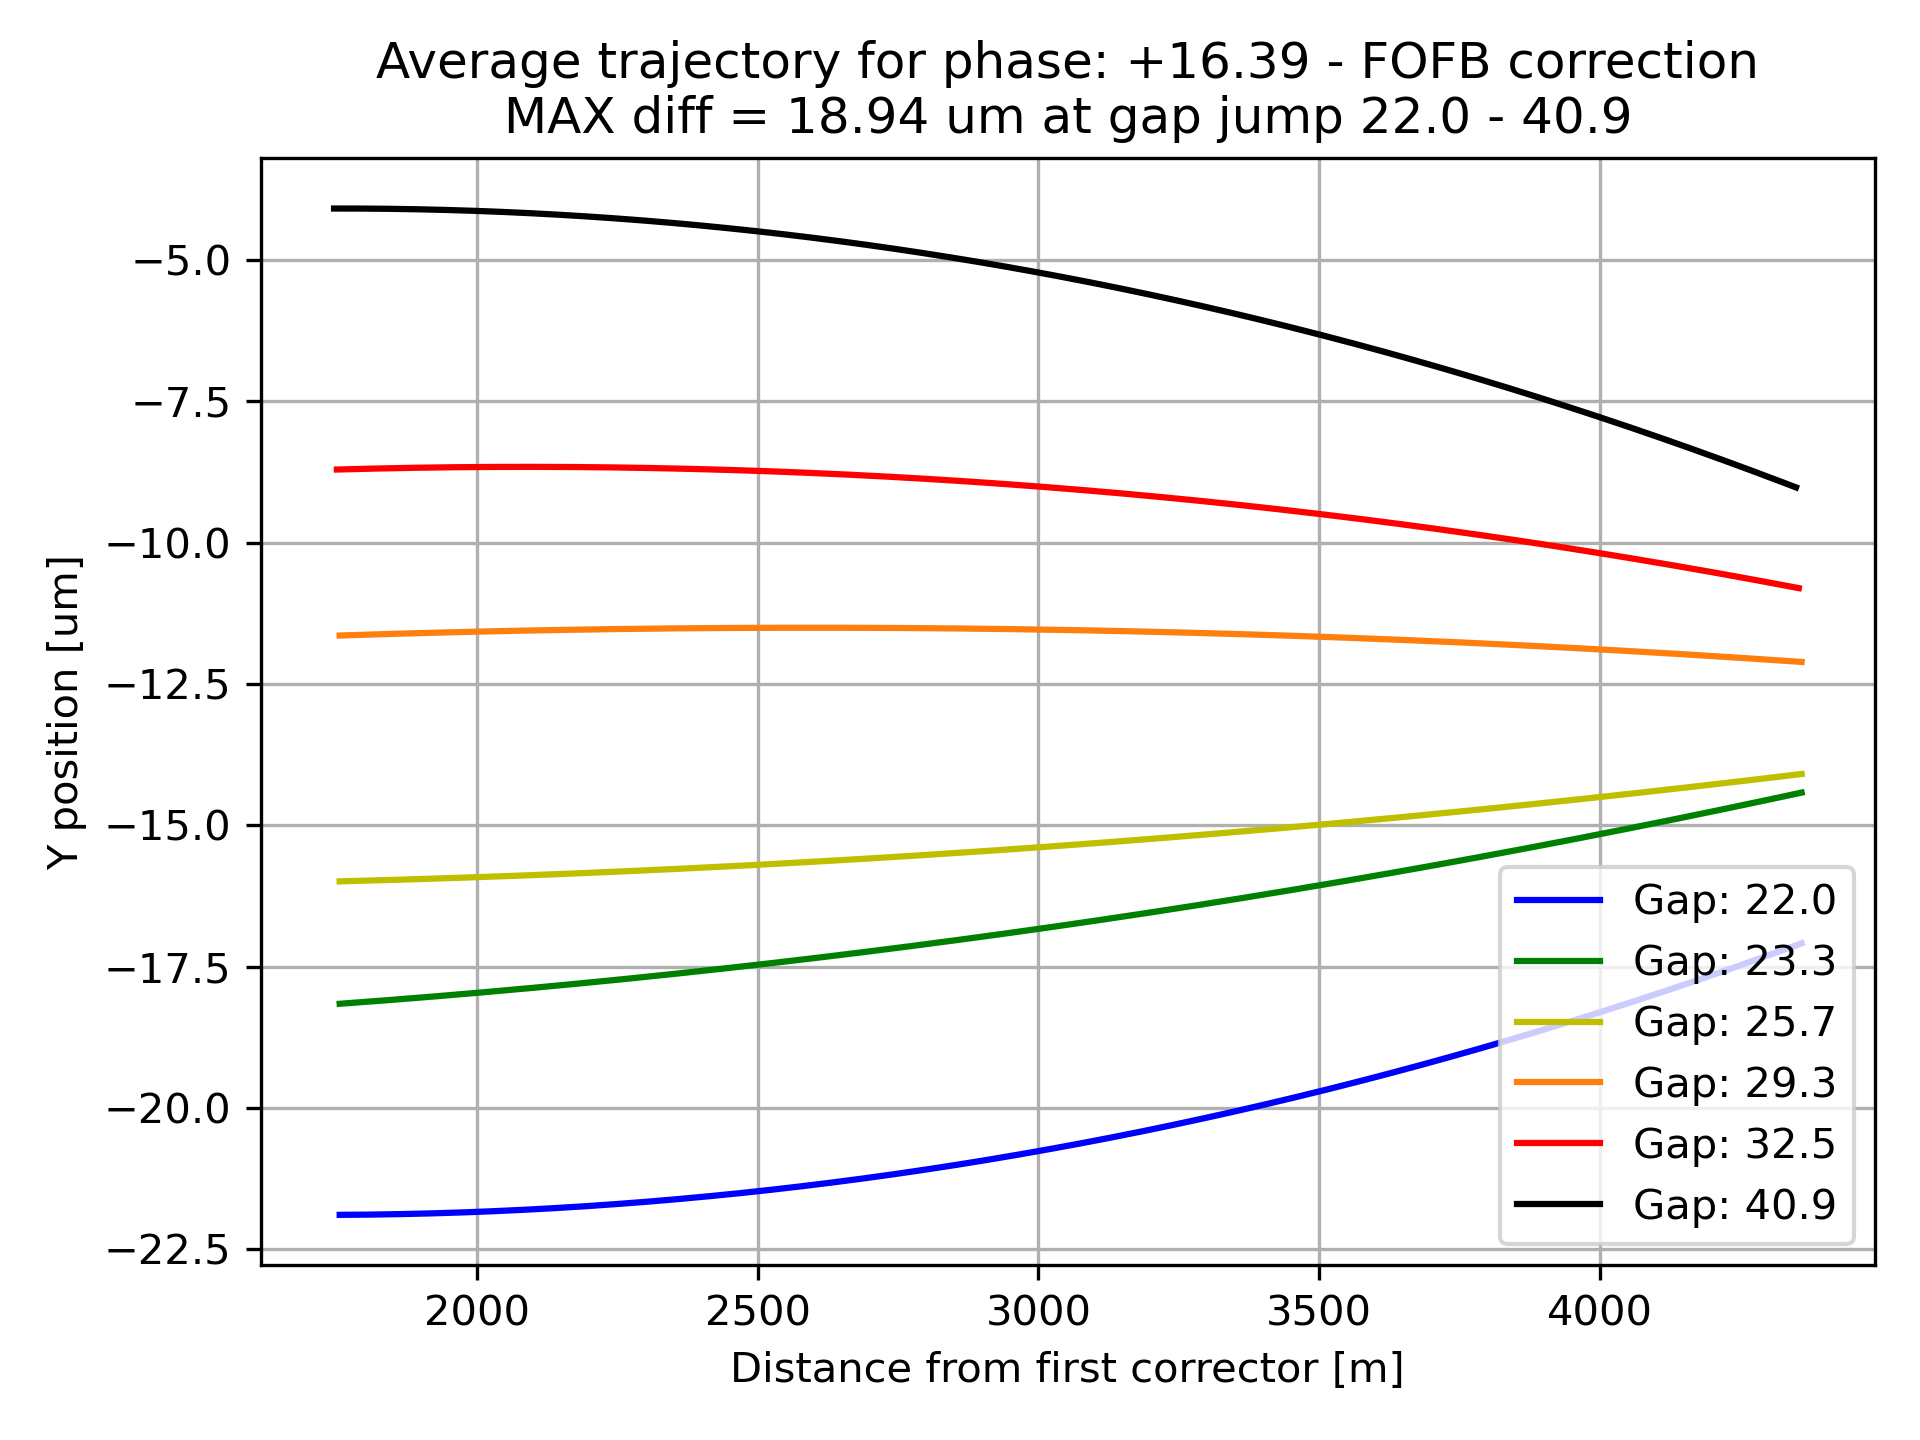 Average trajectory for phase: +16.39 - FOFB correction
MAX diff = 18.94 um at gap jump 22.0 - 40.9
Y position [um]
−5.0
−7.5
−10.0
−12.5
−15.0
−17.5
−20.0
−22.5
Gap: 22.0
Gap: 23.3
Gap: 25.7
Gap: 29.3
Gap: 32.5
Gap: 40.9
2000 2500 3000 3500 4000
Distance from first corrector [m]